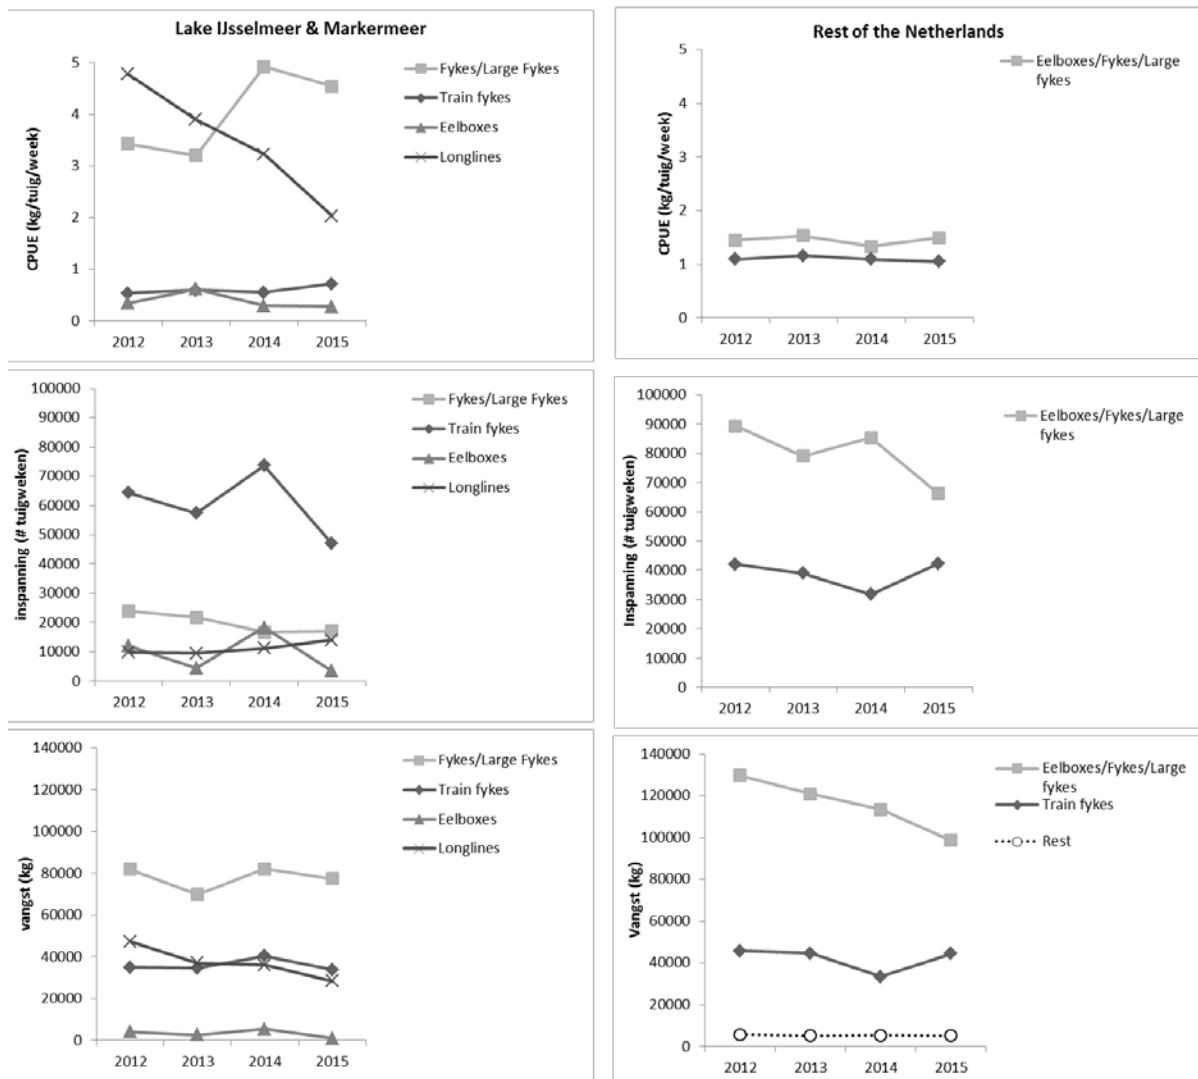 Lake IJsselmeer & Markermeer
CPUE (kg/tuig/week)
5
4
3
2
1
0
2012 2013 2014 2015
Fykes/Large Fykes
Train fykes
Eelboxes
Longlines
Rest of the Netherlands
CPUE (kg/tuig/week)
5
4
3
2
1
0
2012 2013 2014 2015
Eelboxes/Fykes/Large
fykes
inspanning (# tuigweken)
100000
90000
80000
70000
60000
50000
40000
30000
20000
10000
0
2012 2013 2014 2015
Fykes/Large Fykes
Train fykes
Eelboxes
Longlines
Inspanning (# tuigweken)
100000
90000
80000
70000
60000
50000
40000
30000
20000
10000
0
2012 2013 2014 2015
Eelboxes/Fykes/Large
fykes
vangst (kg)
140000
120000
100000
80000
60000
40000
20000
0
2012 2013 2014 2015
Fykes/Large Fykes
Train fykes
Eelboxes
Longlines
Vangst (kg)
140000
120000
100000
80000
60000
40000
20000
0
2012 2013 2014 2015
Eelboxes/Fykes/Large
fykes
Train fykes
Rest